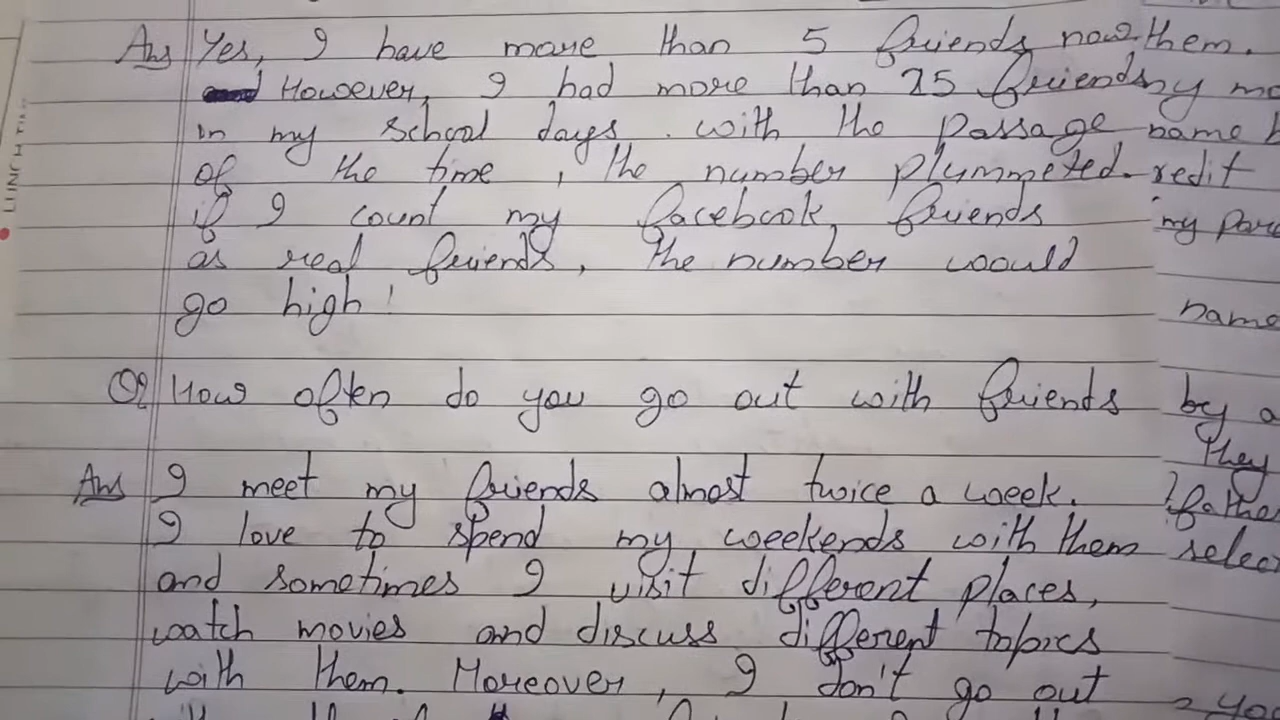 Ans Yes, I have more than 5 friends now. them.
However, I had more than 25 friends my
in my school days. with the passage name
of the time, the number plummeted. redit
if I count my facebook friends my
as real friends, the number would
go high! name
Q2 How often do you go out with friends by a
they
Ans I meet my friends almost twice a week.
I love to spend my weekends with them
and sometimes I visit different places,
watch movies and discuss different topics
with them. Moreover, I don't go out